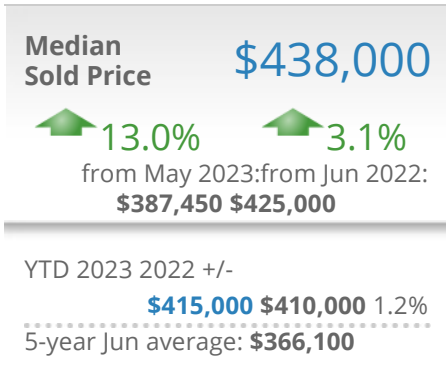 Median
Sold Price
$438,000
13.0%
3.1%
from May 2023:from Jun 2022:
$387,450 $425,000
YTD 2023 2022 +/-
$415,000 $410,000 1.2%
5-year Jun average: $366,100